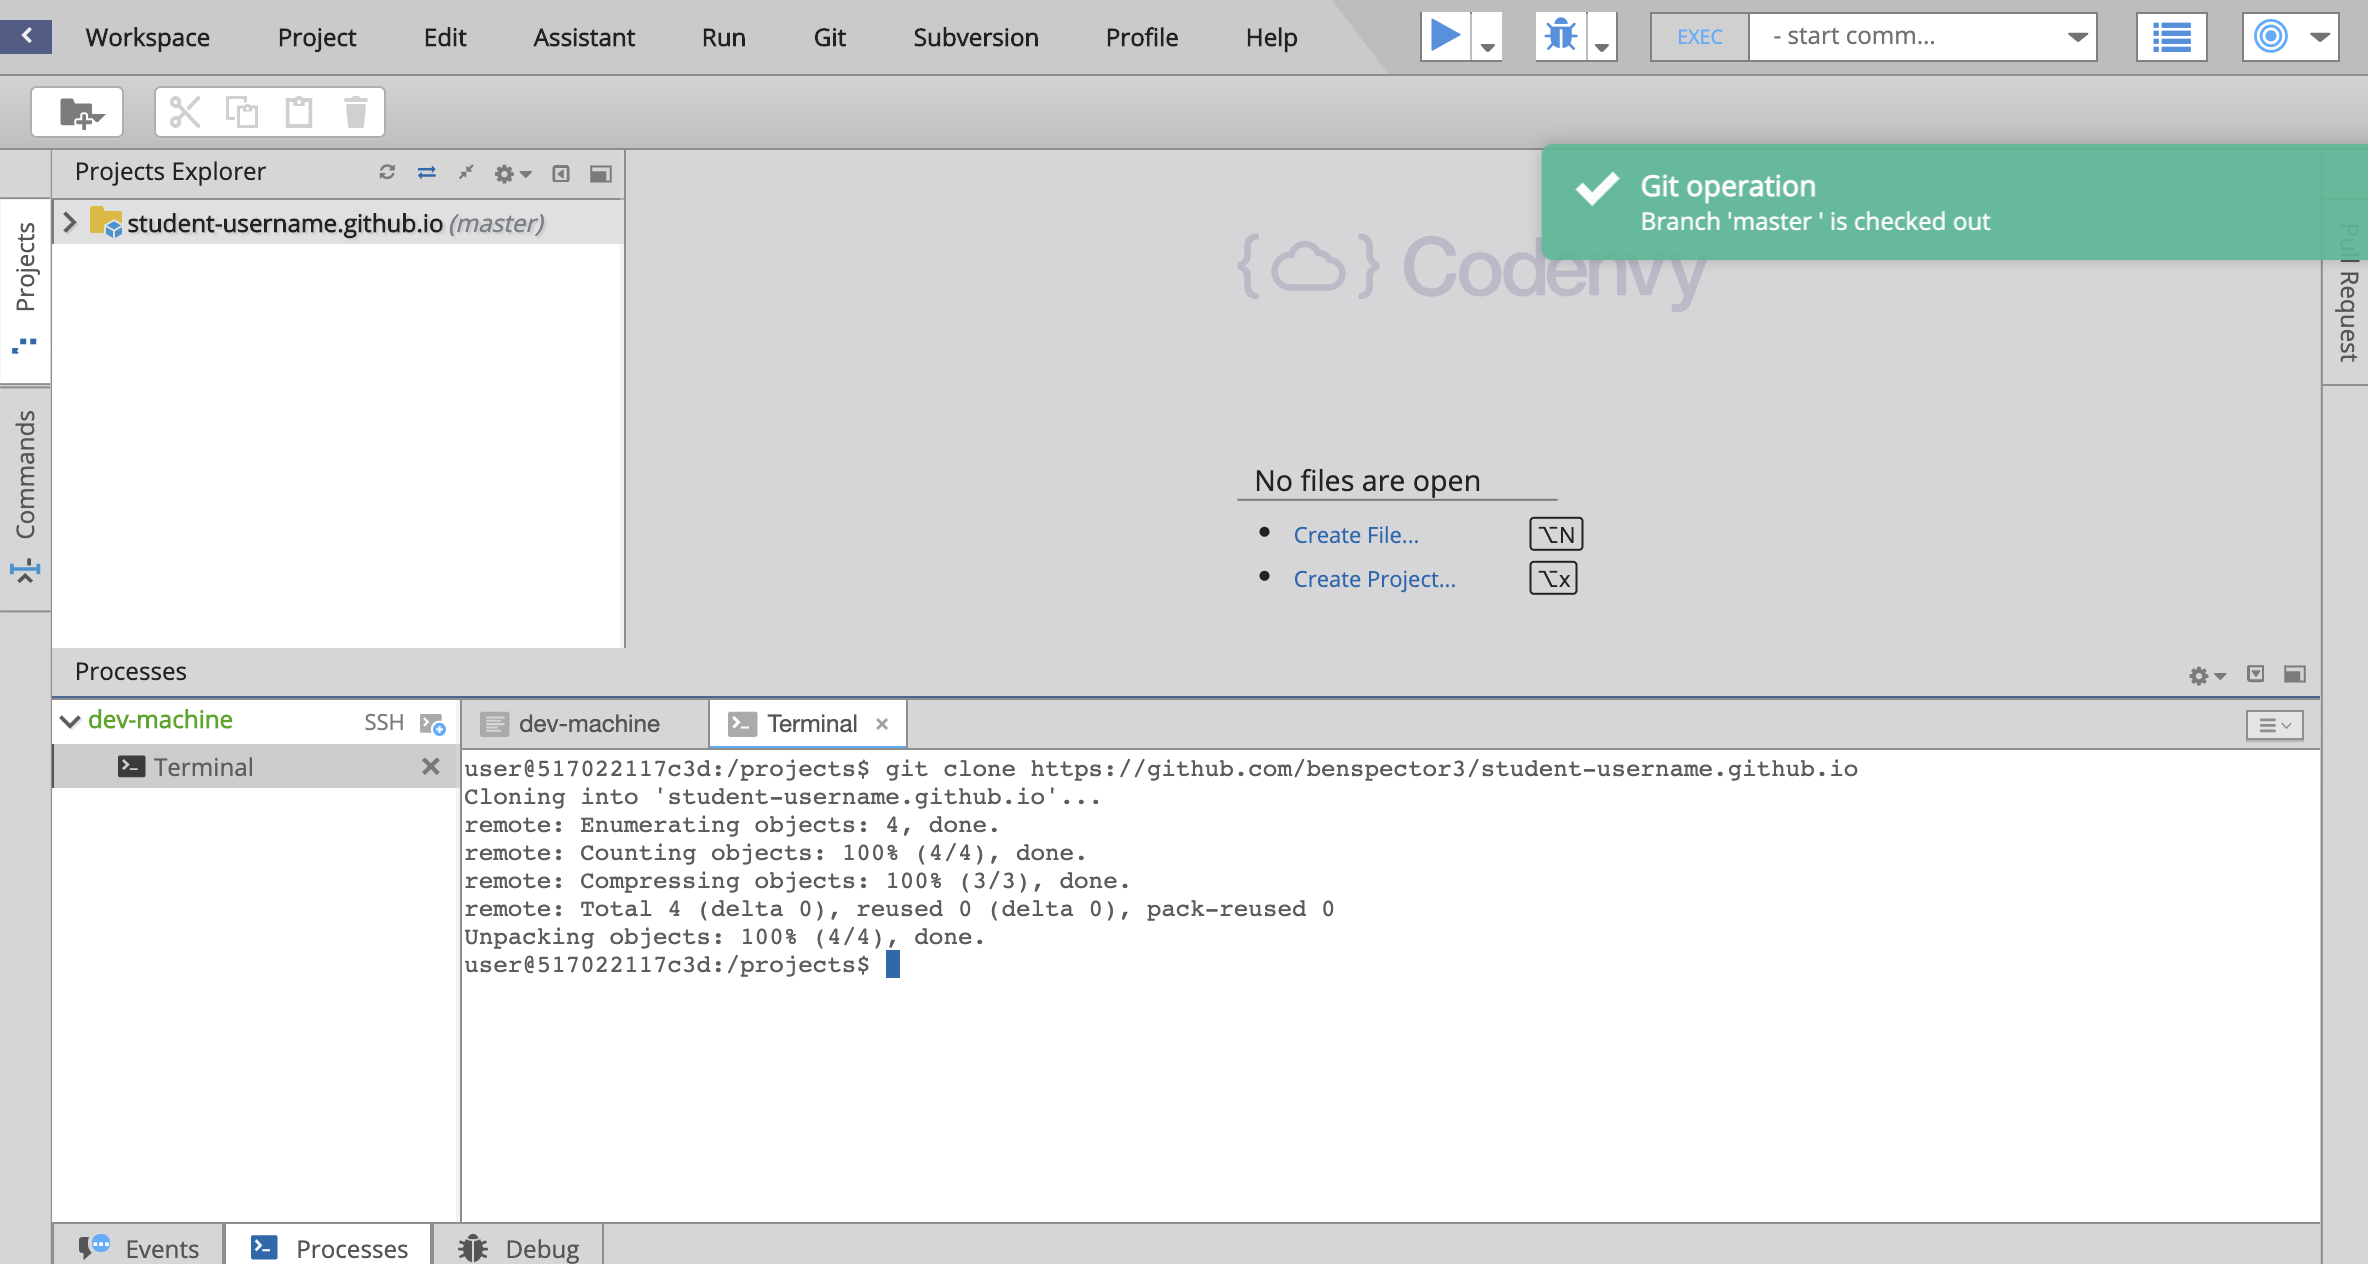 Workspace Project Edit Assistant Run Git Subversion Profile Help EXEC - start comm...
Projects Explorer
student-username.github.io (master)
Git operation
Branch 'master ' is checked out
{ } Codenvy
Projects
Commands
Pull Request
No files are open
Create File... ⌥N
Create Project... ⌥x
Processes
dev-machine SSH
Terminal
dev-machine Terminal
user@517022117c3d:/projects$ git clone https://github.com/benspector3/student-username.github.io
Cloning into 'student-username.github.io'...
remote: Enumerating objects: 4, done.
remote: Counting objects: 100% (4/4), done.
remote: Compressing objects: 100% (3/3), done.
remote: Total 4 (delta 0), reused 0 (delta 0), pack-reused 0
Unpacking objects: 100% (4/4), done.
user@517022117c3d:/projects$
Events Processes Debug